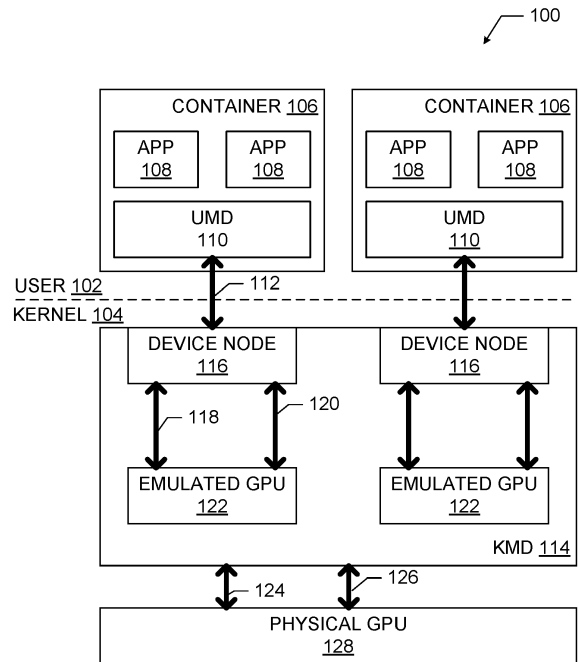 100
CONTAINER 106
CONTAINER 106
APP
108
APP
108
APP
108
APP
108
UMD
110
UMD
110
USER 102
112
KERNEL 104
DEVICE NODE
116
DEVICE NODE
116
118
120
EMULATED GPU
122
EMULATED GPU
122
KMD 114
124
126
PHYSICAL GPU
128